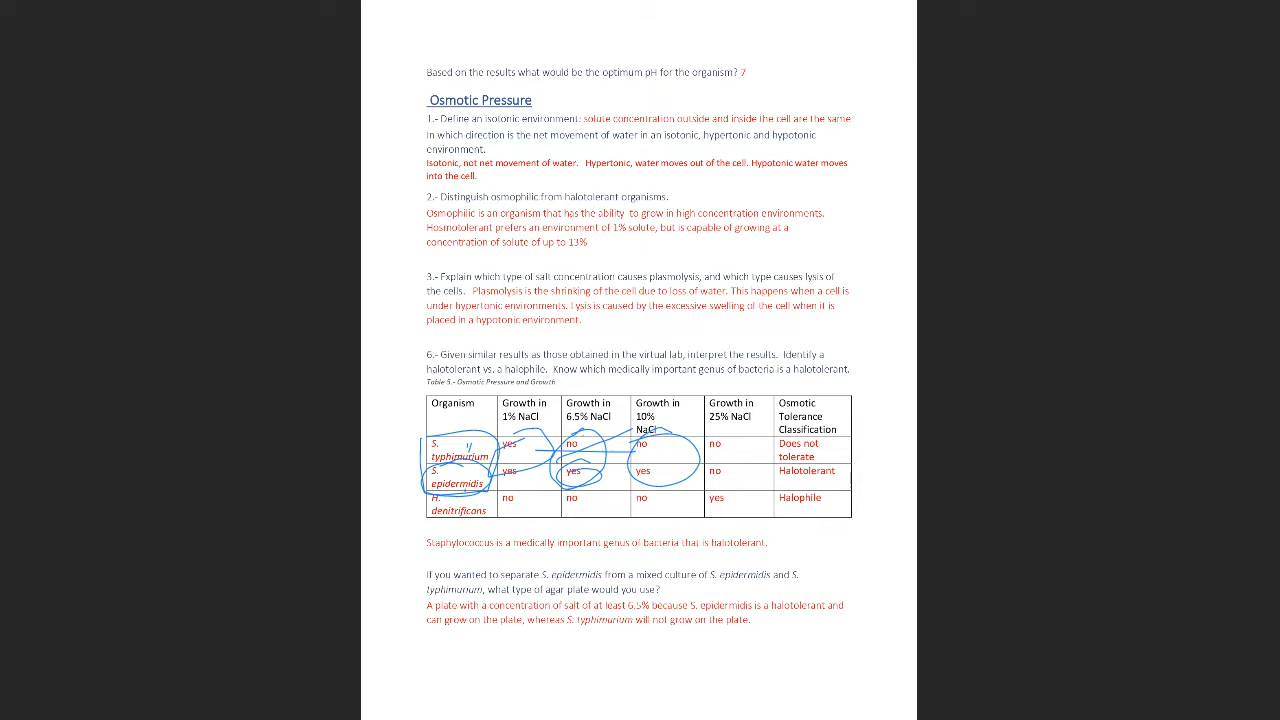 Based on the results what would be the optimum pH for the organism? 7
Osmotic Pressure
1.- Define an isotonic environment: solute concentration outside and inside the cell are the same
In which direction is the net movement of water in an isotonic, hypertonic and hypotonic
environment.
Isotonic, not net movement of water. Hypertonic, water moves out of the cell. Hypotonic water moves
into the cell.
2.- Distinguish osmophilic from halotolerant organisms.
Osmophilic is an organism that has the ability to grow in high concentration environments.
Hosmotolerant prefers an environment of 1% solute, but is capable of growing at a
concentration of solute of up to 13%
3.- Explain which type of salt concentration causes plasmolysis, and which type causes lysis of
the cells. Plasmolysis is the shrinking of the cell due to loss of water. This happens when a cell is
under hypertonic environments. Lysis is caused by the excessive swelling of the cell when it is
placed in a hypotonic environment.
6.- Given similar results as those obtained in the virtual lab, interpret the results. Identify a
halotolerant vs. a halophile. Know which medically important genus of bacteria is a halotolerant.
Table 5.- Osmotic Pressure and Growth
Organism Growth in Growth in Growth in Growth in Osmotic
1% NaCl 6.5% NaCl 10% 25% NaCl Tolerance
NaCl Classification
S. yes no no no Does not
typhimurium tolerate
S. yes yes yes no Halotolerant
epidermidis
H. no no no yes Halophile
denitrificans
Staphylococcus is a medically important genus of bacteria that is halotolerant.
If you wanted to separate S. epidermidis from a mixed culture of S. epidermidis and S.
typhimurium, what type of agar plate would you use?
A plate with a concentration of salt of at least 6.5% because S. epidermidis is a halotolerant and
can grow on the plate, whereas S. typhimurium will not grow on the plate.